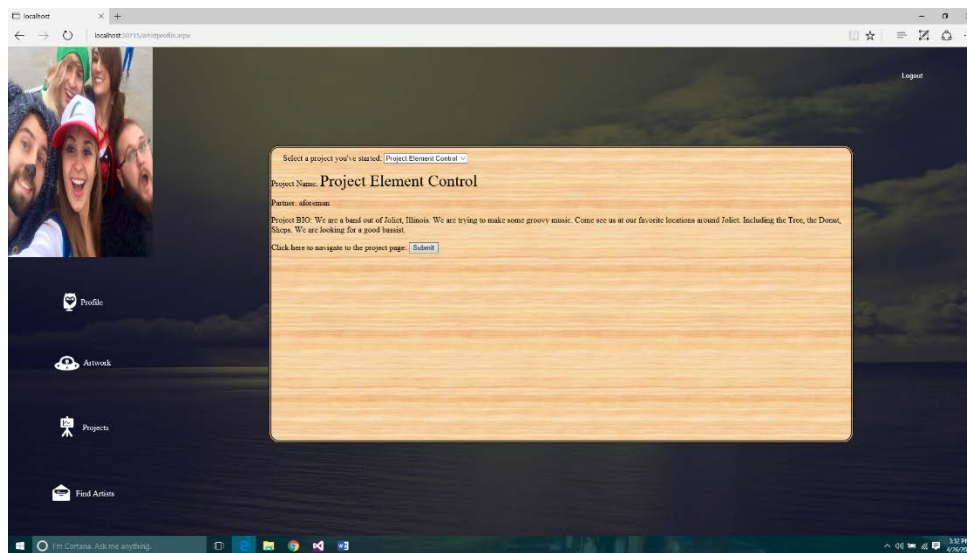 localhost
localhost:50715/artistprofile.aspx
Logout
Select a project you've started: Project Element Control
Project Name: Project Element Control
Partner: aforeman
Project BIO: We are a band out of Joliet, Illinois. We are trying to make some groovy music. Come see us at our favorite locations around Joliet. Including the Tree, the Donut,
Sheps. We are looking for a good bassist.
Click here to navigate to the project page: Submit
Profile
Artwork
Projects
Find Artists
I'm Cortana. Ask me anything.
5:32 PM